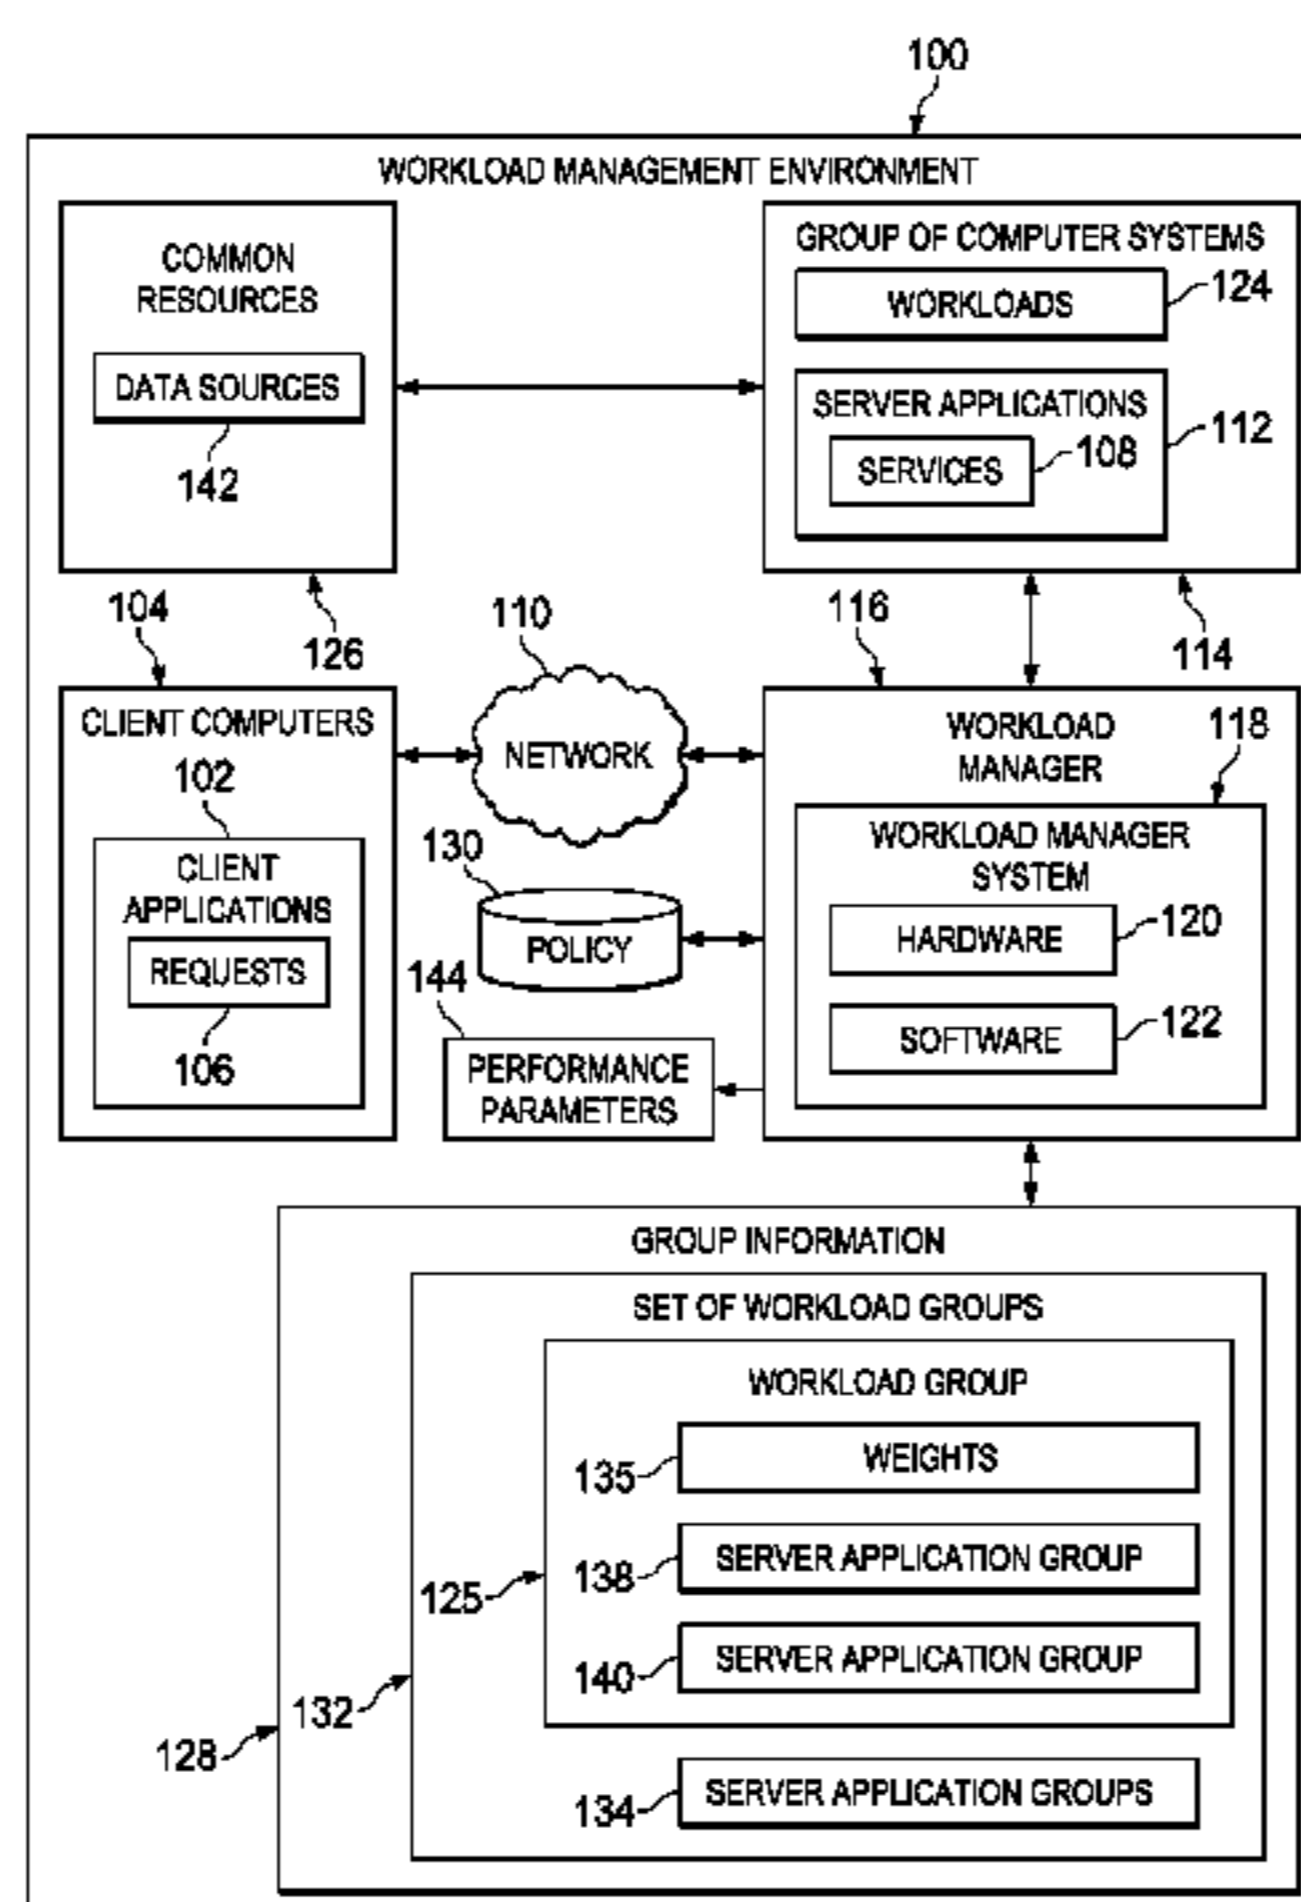 100
WORKLOAD MANAGEMENT ENVIRONMENT
COMMON
RESOURCES
DATA SOURCES
142
GROUP OF COMPUTER SYSTEMS
WORKLOADS
124
SERVER APPLICATIONS
112
SERVICES
108
104
126
110
116
114
CLIENT COMPUTERS
102
CLIENT
APPLICATIONS
REQUESTS
106
NETWORK
130
POLICY
144
PERFORMANCE
PARAMETERS
WORKLOAD
MANAGER
118
WORKLOAD MANAGER
SYSTEM
HARDWARE
120
SOFTWARE
122
GROUP INFORMATION
SET OF WORKLOAD GROUPS
WORKLOAD GROUP
135
WEIGHTS
138
SERVER APPLICATION GROUP
125
140
SERVER APPLICATION GROUP
132
128
134
SERVER APPLICATION GROUPS